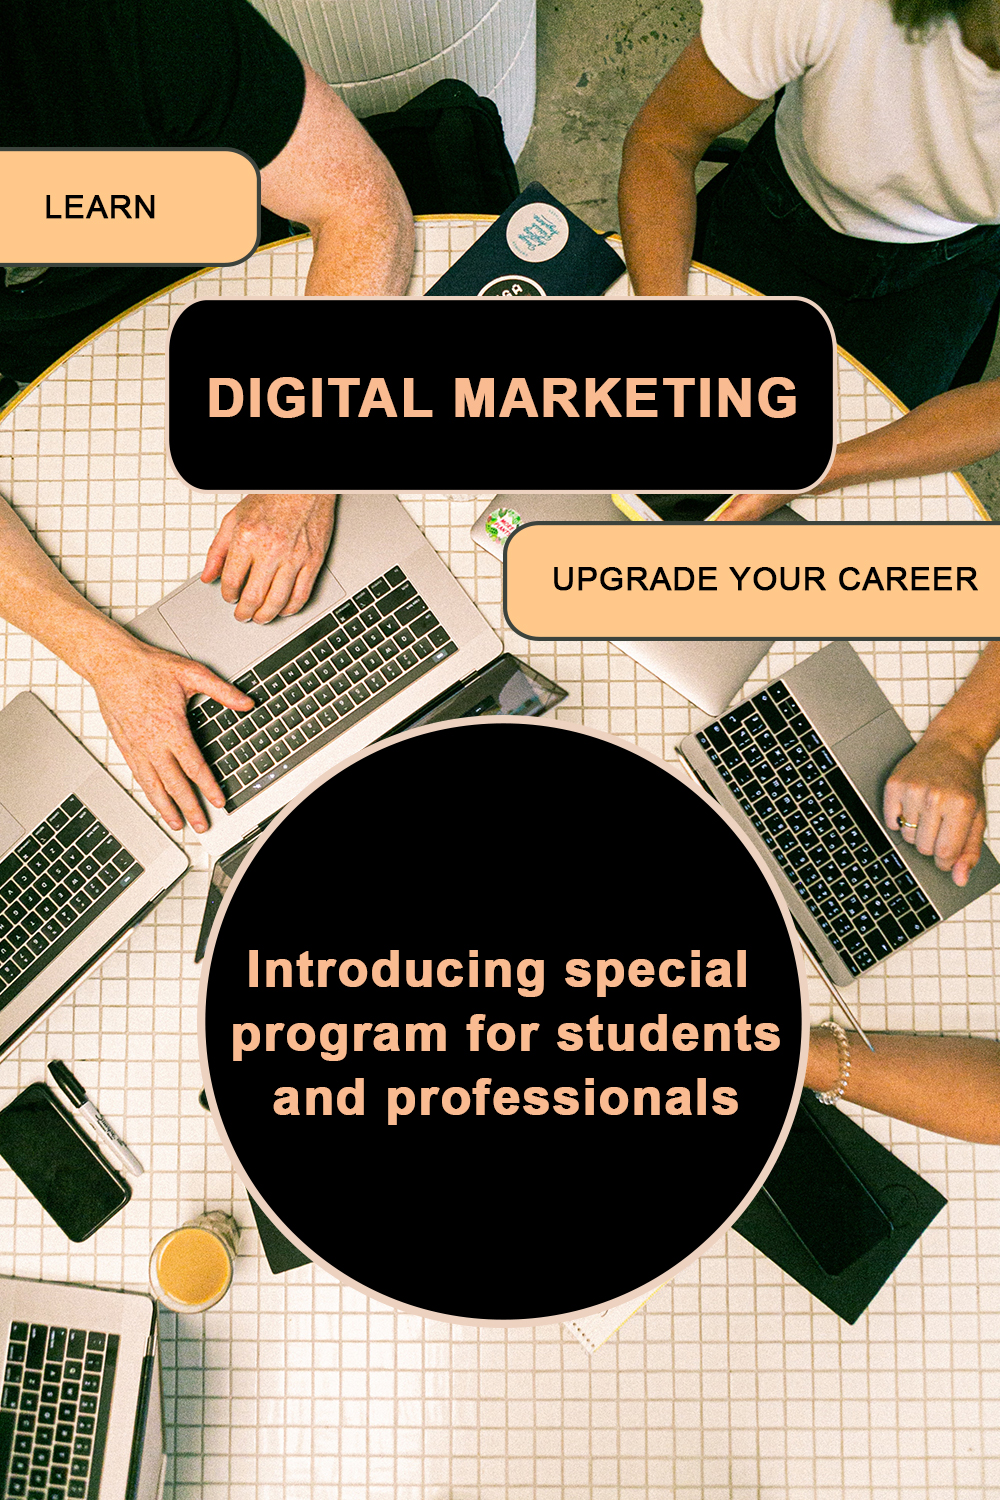 LEARN
DIGITAL MARKETING
UPGRADE YOUR CAREER
Introducing special
program for students
and professionals